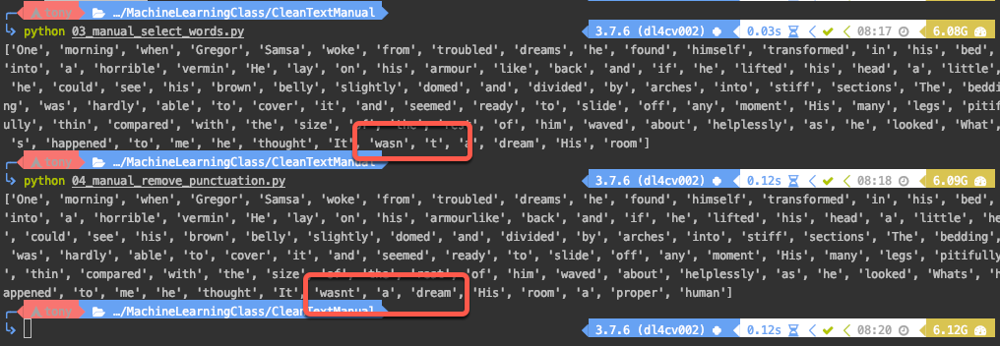 tony ~/MachineLearningClass/CleanTextManual
python 03_manual_select_words.py 3.7.6 (dl4cv002) 0.03s 08:17 6.08G
['One', 'morning', 'when', 'Gregor', 'Samsa', 'woke', 'from', 'troubled', 'dreams', 'he', 'found', 'himself', 'transformed', 'in', 'his', 'bed',
'into', 'a', 'horrible', 'vermin', 'He', 'lay', 'on', 'his', 'armour', 'like', 'back', 'and', 'if', 'he', 'lifted', 'his', 'head', 'a', 'little',
'he', 'could', 'see', 'his', 'brown', 'belly', 'slightly', 'domed', 'and', 'divided', 'by', 'arches', 'into', 'stiff', 'sections', 'The', 'beddi
ng', 'was', 'hardly', 'able', 'to', 'cover', 'it', 'and', 'seemed', 'ready', 'to', 'slide', 'off', 'any', 'moment', 'His', 'many', 'legs', 'pitif
ully', 'thin', 'compared', 'with', 'the', 'size', 'of', 'the', 'rest', 'of', 'him', 'waved', 'about', 'helplessly', 'as', 'he', 'looked', 'What',
's', 'happened', 'to', 'me', 'he', 'thought', 'It', 'wasn', 't', 'a', 'dream', 'His', 'room']
tony …/MachineLearningClass/CleanTextManual
python 04_manual_remove_punctuation.py 3.7.6 (dl4cv002) 0.12s 08:18 6.09G
['One', 'morning', 'when', 'Gregor', 'Samsa', 'woke', 'from', 'troubled', 'dreams', 'he', 'found', 'himself', 'transformed', 'in', 'his', 'bed',
'into', 'a', 'horrible', 'vermin', 'He', 'lay', 'on', 'his', 'armourlike', 'back', 'and', 'if', 'he', 'lifted', 'his', 'head', 'a', 'little', 'he'
, 'could', 'see', 'his', 'brown', 'belly', 'slightly', 'domed', 'and', 'divided', 'by', 'arches', 'into', 'stiff', 'sections', 'The', 'bedding',
'was', 'hardly', 'able', 'to', 'cover', 'it', 'and', 'seemed', 'ready', 'to', 'slide', 'off', 'any', 'moment', 'His', 'many', 'legs', 'pitifully'
, 'thin', 'compared', 'with', 'the', 'size', 'of', 'the', 'rest', 'of', 'him', 'waved', 'about', 'helplessly', 'as', 'he', 'looked', 'Whats', 'h
appened', 'to', 'me', 'he', 'thought', 'It', 'wasnt', 'a', 'dream', 'His', 'room', 'a', 'proper', 'human']
tony …/MachineLearningClass/CleanTextManual
3.7.6 (dl4cv002) 0.12s 08:20 6.12G